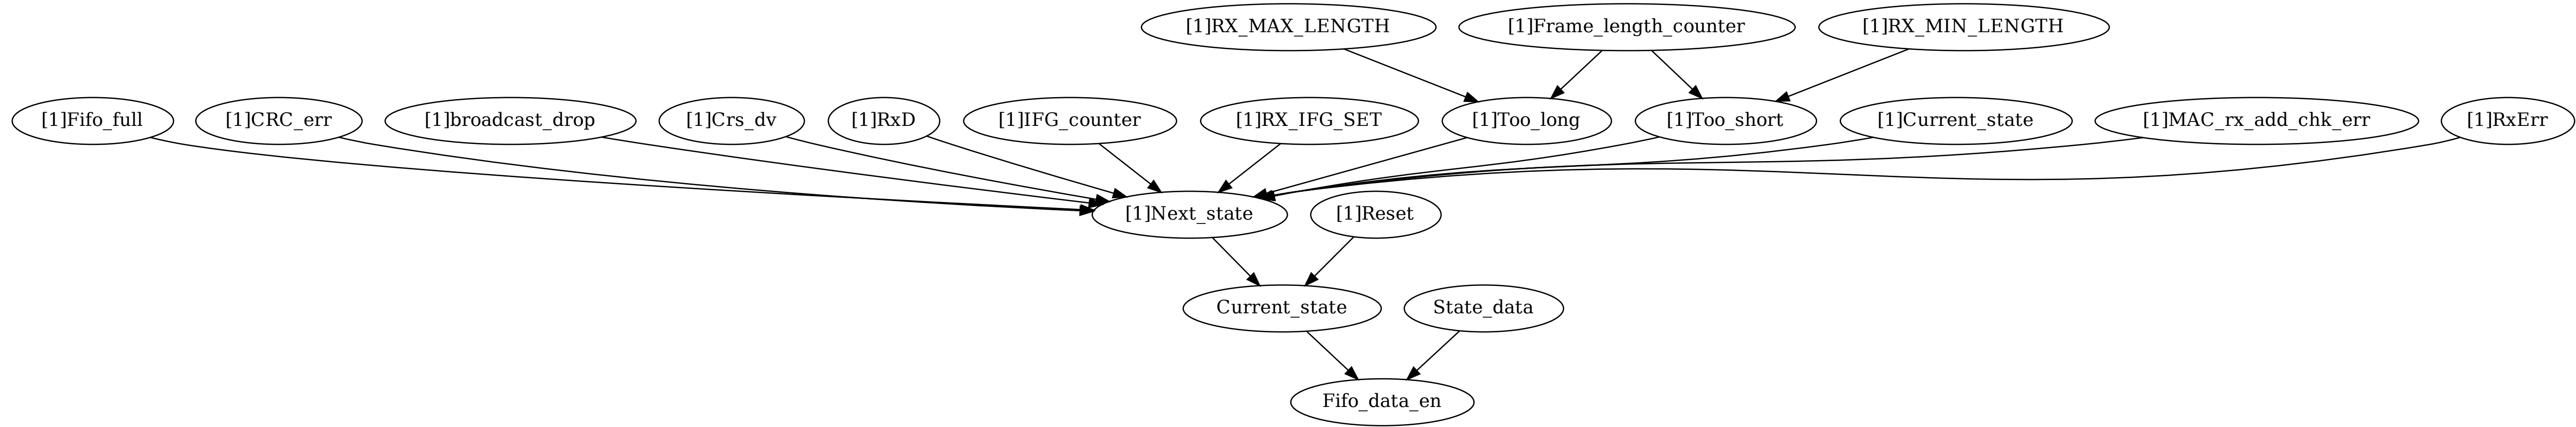 [1]RX_MAX_LENGTH
[1]Frame_length_counter
[1]RX_MIN_LENGTH
[1]Fifo_full
[1]CRC_err
[1]broadcast_drop
[1]Crs_dv
[1]RxD
[1]IFG_counter
[1]RX_IFG_SET
[1]Too_long
[1]Too_short
[1]Current_state
[1]MAC_rx_add_chk_err
[1]RxErr
[1]Next_state
[1]Reset
Current_state
State_data
Fifo_data_en